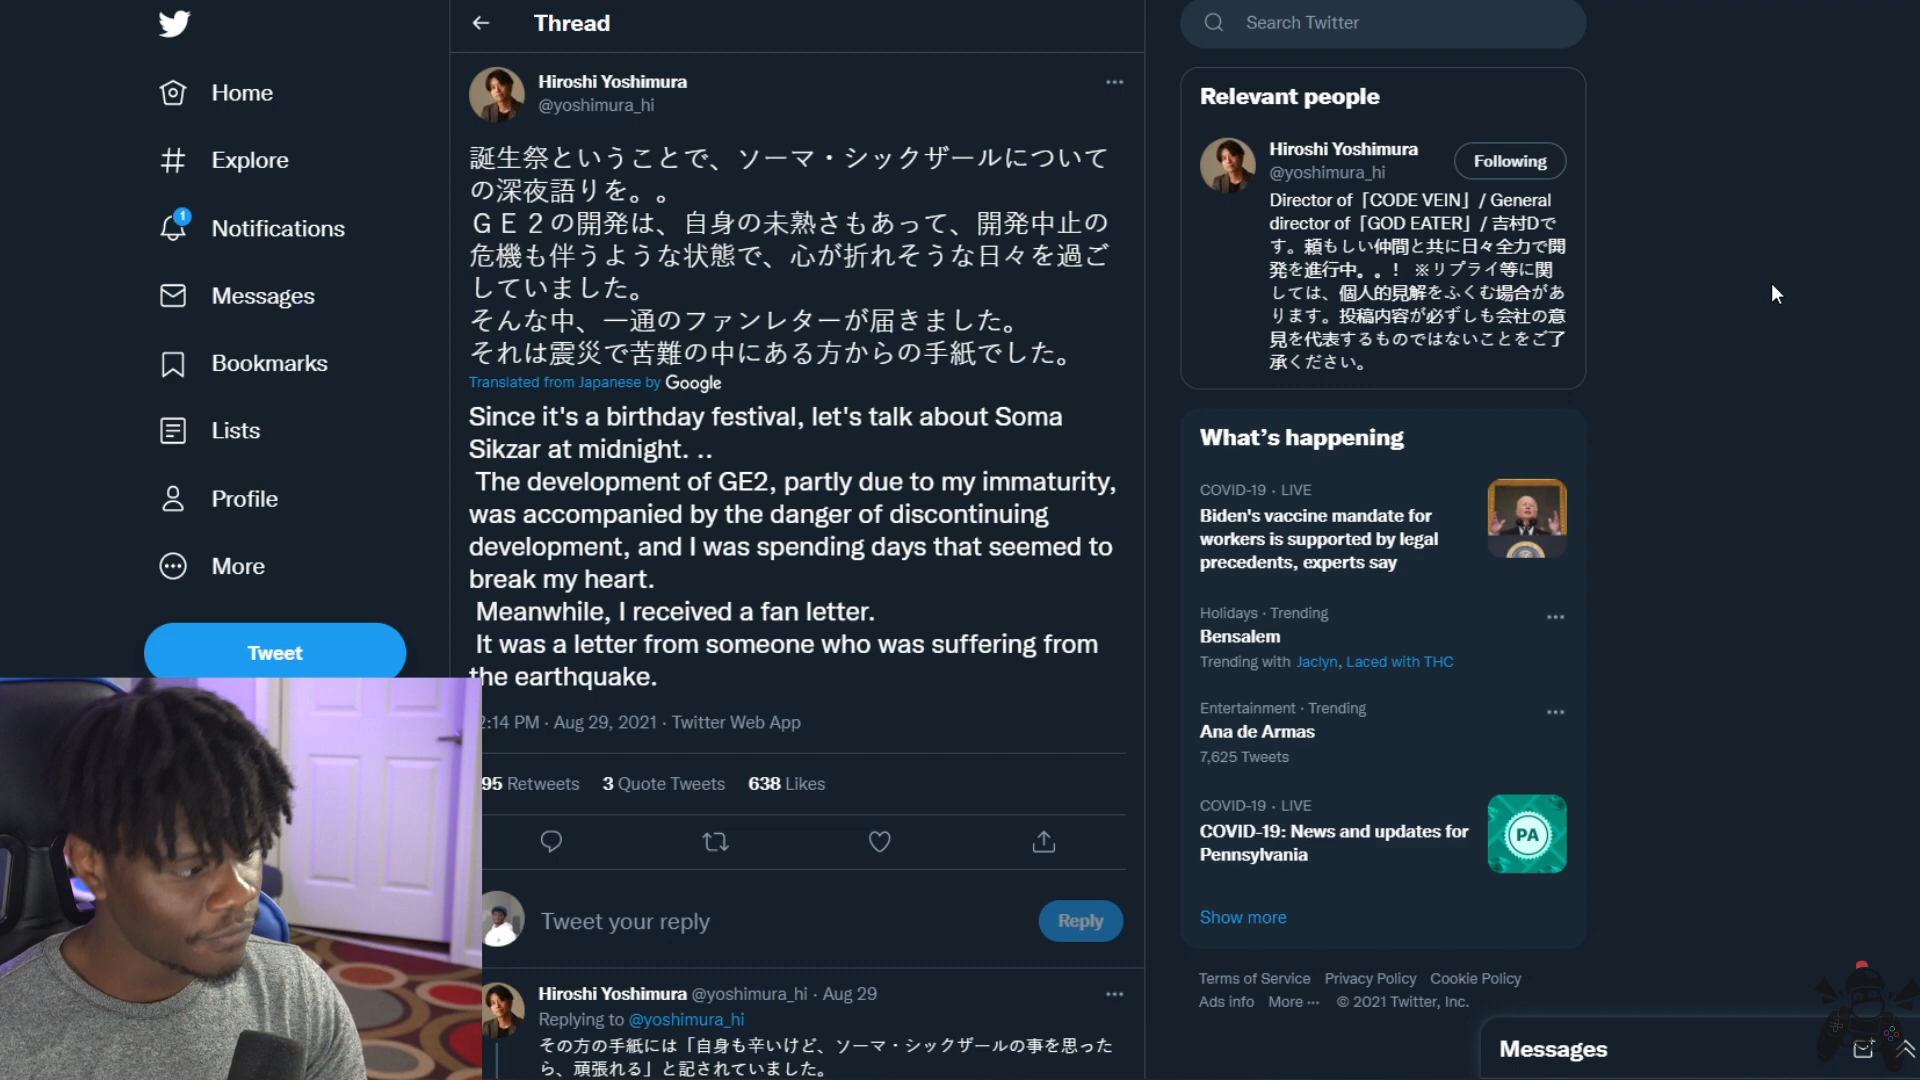 Home
Explore
1
Notifications
Messages
Bookmarks
Lists
Profile
More
Tweet
Thread
Hiroshi Yoshimura
@yoshimura_hi
誕生祭ということで、ソーマ・シックザールについて
の深夜語りを。。
ＧＥ２の開発は、自身の未熟さもあって、開発中止の
危機も伴うような状態で、心が折れそうな日々を過ご
していました。
そんな中、一通のファンレターが届きました。
それは震災で苦難の中にある方からの手紙でした。
Translated from Japanese by Google
Since it's a birthday festival, let's talk about Soma
Sikzar at midnight. ..
The development of GE2, partly due to my immaturity,
was accompanied by the danger of discontinuing
development, and I was spending days that seemed to
break my heart.
Meanwhile, I received a fan letter.
It was a letter from someone who was suffering from
the earthquake.
2:14 PM · Aug 29, 2021 · Twitter Web App
95 Retweets 3 Quote Tweets 638 Likes
Tweet your reply
Reply
Hiroshi Yoshimura @yoshimura_hi · Aug 29
Replying to @yoshimura_hi
その方の手紙には「自身も辛いけど、ソーマ・シックザールの事を思った
ら、頑張れる」と記されていました。
Search Twitter
Relevant people
Hiroshi Yoshimura
@yoshimura_hi
Following
Director of「CODE VEIN」/ General
director of「GOD EATER」/ 吉村Dで
す。頼もしい仲間と共に日々全力で開
発を進行中。。！ ※リプライ等に関
しては、個人的見解をふくむ場合があ
ります。投稿内容が必ずしも会社の意
見を代表するものではないことをご了
承ください。
What's happening
COVID-19 · LIVE
Biden's vaccine mandate for
workers is supported by legal
precedents, experts say
Holidays · Trending
Bensalem
Trending with Jaclyn, Laced with THC
Entertainment · Trending
Ana de Armas
7,625 Tweets
COVID-19 · LIVE
COVID-19: News and updates for
Pennsylvania
PA
Show more
Terms of Service Privacy Policy Cookie Policy
Ads info More ··· © 2021 Twitter, Inc.
Messages